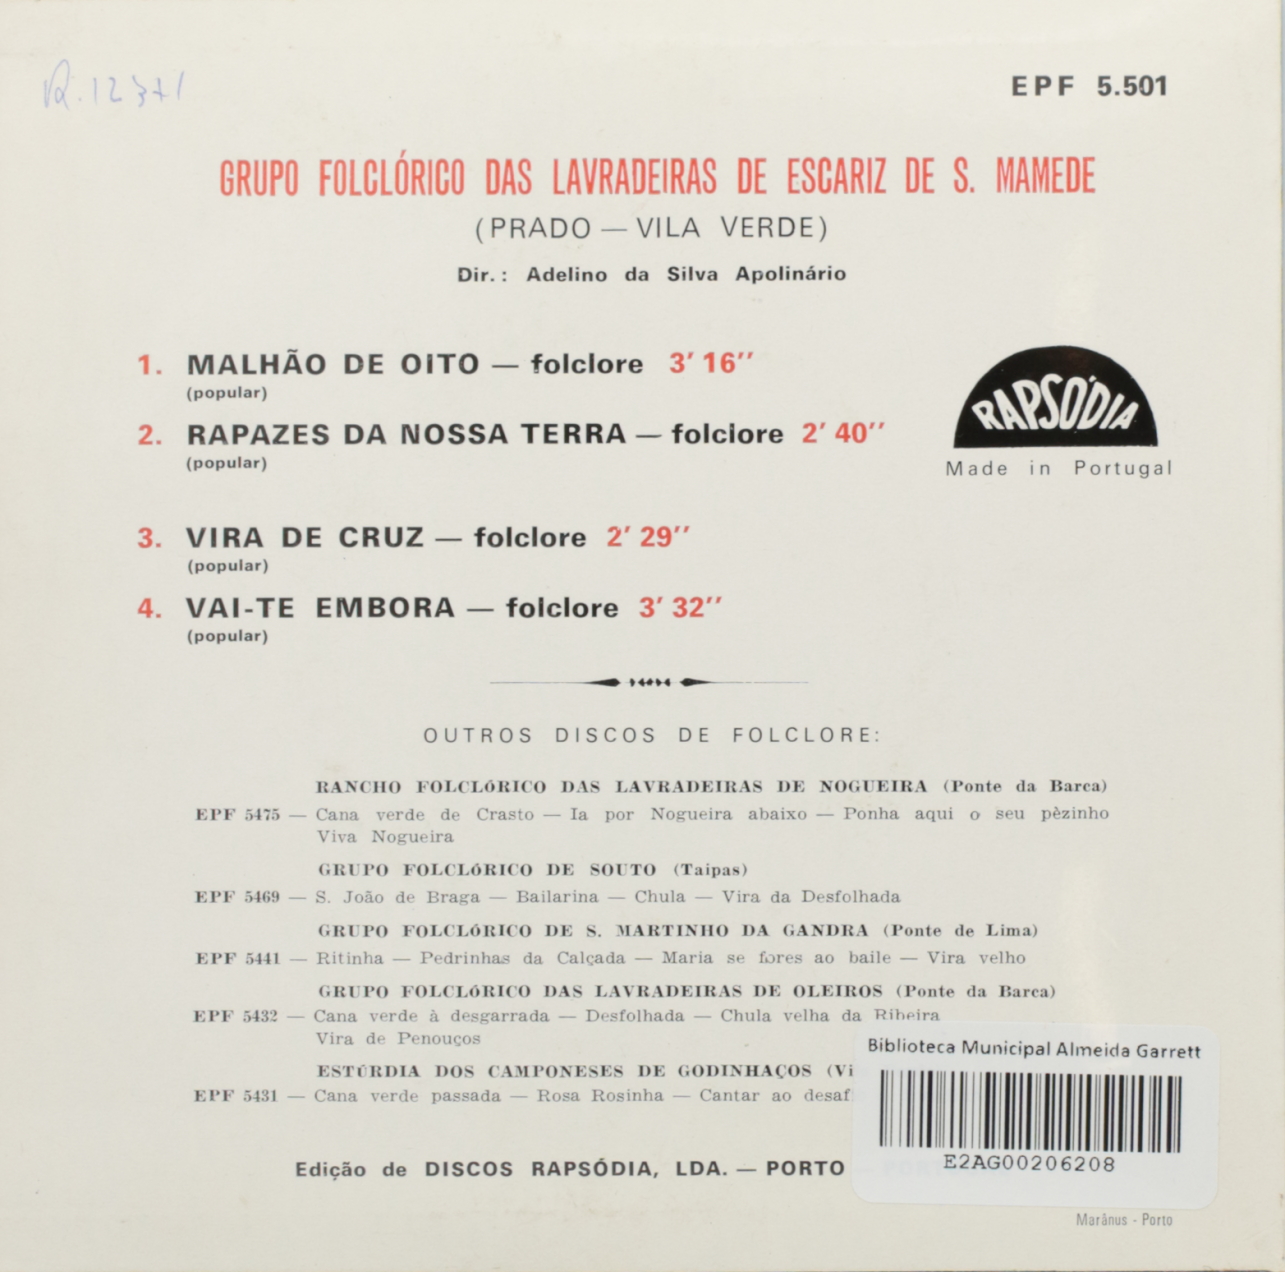 R.12371
EPF 5.501
GRUPO FOLCLÓRICO DAS LAVRADEIRAS DE ESCARIZ DE S. MAMEDE
(PRADO — VILA VERDE)
Dir.: Adelino da Silva Apolinário
1. MALHÃO DE OITO — folclore 3′ 16′′
(popular)
2. RAPAZES DA NOSSA TERRA — folclore 2′ 40′′
(popular)
RAPSÓDIA
Made in Portugal
3. VIRA DE CRUZ — folclore 2′ 29′′
(popular)
4. VAI-TE EMBORA — folclore 3′ 32′′
(popular)
OUTROS DISCOS DE FOLCLORE:
RANCHO FOLCLÓRICO DAS LAVRADEIRAS DE NOGUEIRA (Ponte da Barca)
EPF 5475 — Cana verde de Crasto — Ia por Nogueira abaixo — Ponha aqui o seu pèzinho
Viva Nogueira
GRUPO FOLCLÓRICO DE SOUTO (Taipas)
EPF 5469 — S. João de Braga — Bailarina — Chula — Vira da Desfolhada
GRUPO FOLCLÓRICO DE S. MARTINHO DA GANDRA (Ponte de Lima)
EPF 5441 — Ritinha — Pedrinhas da Calçada — Maria se fores ao baile — Vira velho
GRUPO FOLCLÓRICO DAS LAVRADEIRAS DE OLEIROS (Ponte da Barca)
EPF 5432 — Cana verde à desgarrada — Desfolhada — Chula velha da Ribeira
Vira de Penouços
ESTÚRDIA DOS CAMPONESES DE GODINHAÇOS (Vi
EPF 5431 — Cana verde passada — Rosa Rosinha — Cantar ao desaf
Biblioteca Municipal Almeida Garrett
E2AG00206208
Edição de DISCOS RAPSÓDIA, LDA. — PORTO
Marânus - Porto